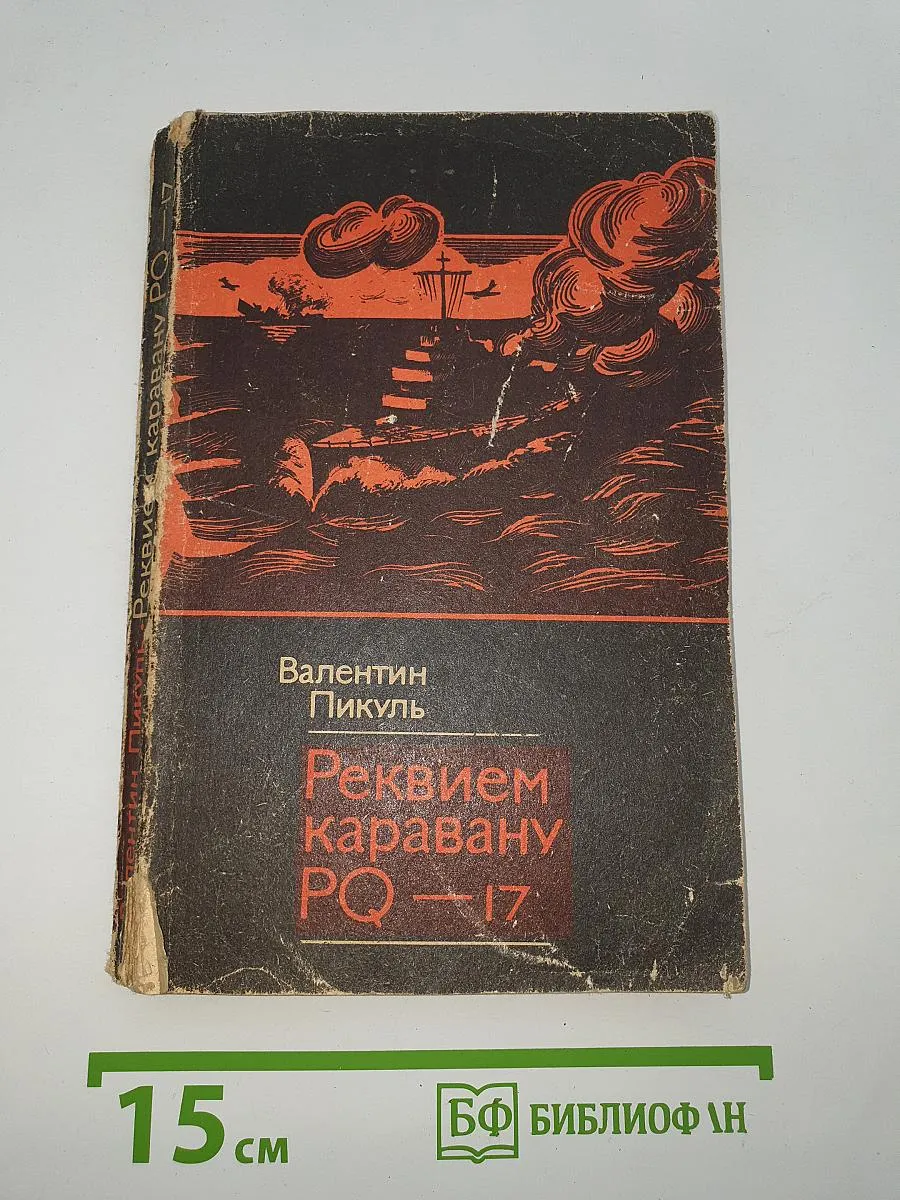 Валентин Пикуль Реквием каравану PQ—17
Валентин
Пикуль
Реквием
каравану
PQ — 17
15 см
БФ БИБЛИОФ\Н